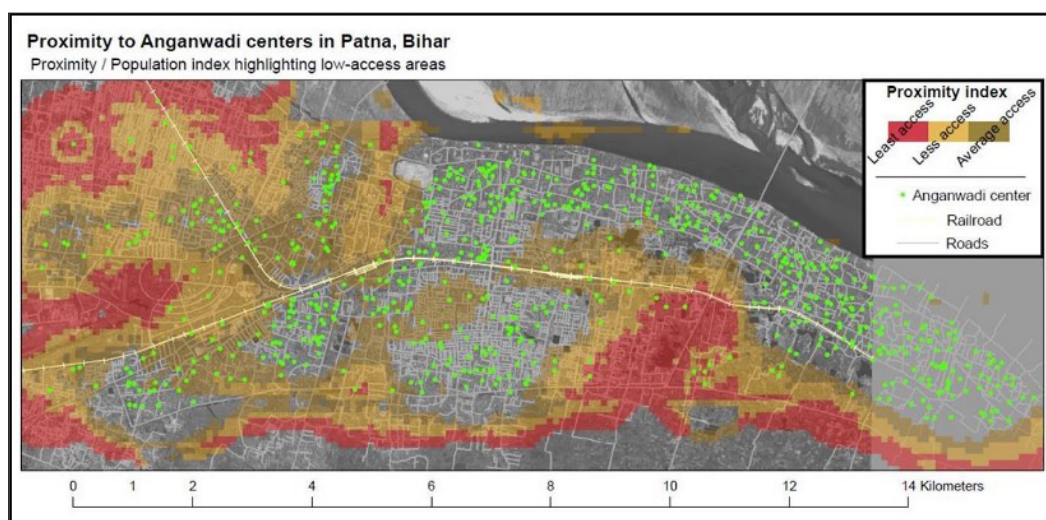 Proximity to Anganwadi centers in Patna, Bihar
Proximity / Population index highlighting low-access areas
Proximity index
Least access
Less access
Average access
Anganwadi center
Railroad
Roads
0 1 2 4 6 8 10 12 14 Kilometers